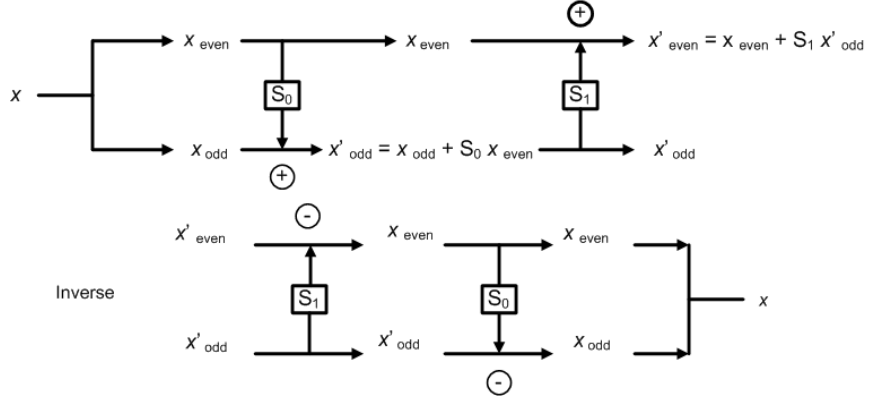 +
x even x even x'even = x even + S1 x'odd
x S0 S1
x odd x'odd = x odd + S0 x even x'odd
+
-
x'even x even x even
Inverse S1 S0 x
x'odd x'odd x odd
-